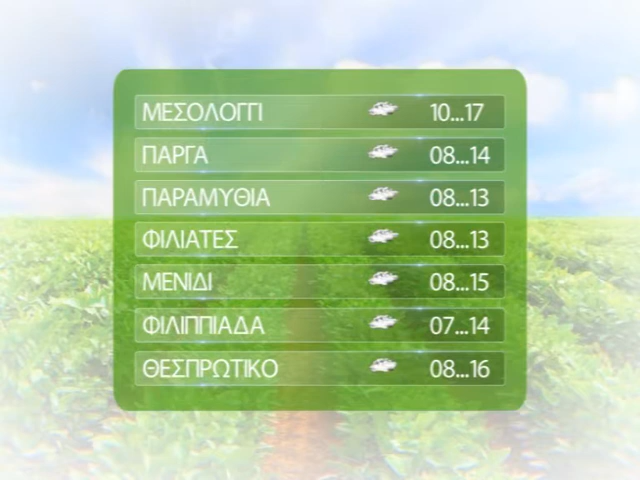 ΜΕΣΟΛΟΓΓΙ 10...17
ΠΑΡΓΑ 08...14
ΠΑΡΑΜΥΘΙΑ 08...13
ΦΙΛΙΑΤΕΣ 08...13
ΜΕΝΙΔΙ 08...15
ΦΙΛΙΠΠΙΑΔΑ 07...14
ΘΕΣΠΡΩΤΙΚΟ 08...16